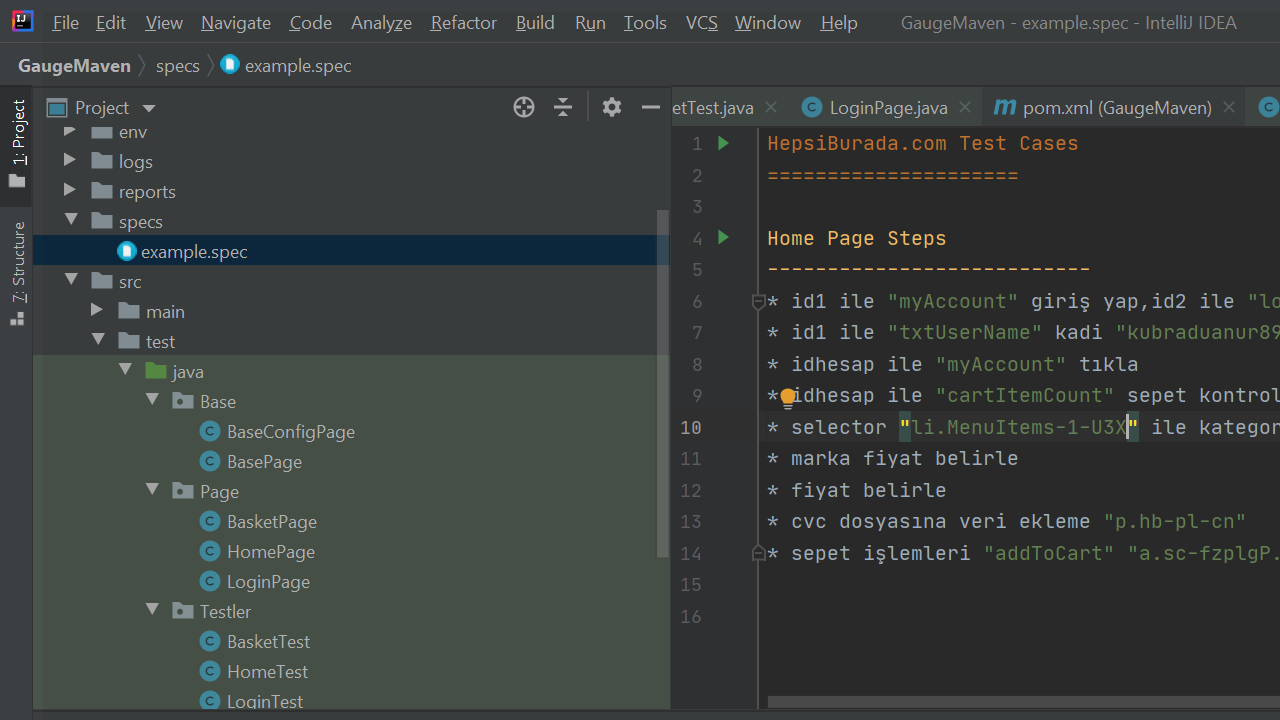 File Edit View Navigate Code Analyze Refactor Build Run Tools VCS Window Help GaugeMaven - example.spec - IntelliJ IDEA
GaugeMaven specs example.spec
1: Project
7: Structure
Project
env
logs
reports
specs
example.spec
src
main
test
java
Base
BaseConfigPage
BasePage
Page
BasketPage
HomePage
LoginPage
Testler
BasketTest
HomeTest
LoginTest
etTest.java LoginPage.java pom.xml (GaugeMaven)
1 HepsiBurada.com Test Cases
2 =====================
3
4 Home Page Steps
5 ---------------------------
6 * id1 ile "myAccount" giriş yap,id2 ile "lo
7 * id1 ile "txtUserName" kadi "kubraduanur89
8 * idhesap ile "myAccount" tıkla
9 * idhesap ile "cartItemCount" sepet kontrol
10 * selector "li.MenuItems-1-U3X" ile kategor
11 * marka fiyat belirle
12 * fiyat belirle
13 * cvc dosyasına veri ekleme "p.hb-pl-cn"
14 * sepet işlemleri "addToCart" "a.sc-fzplgP.
15
16